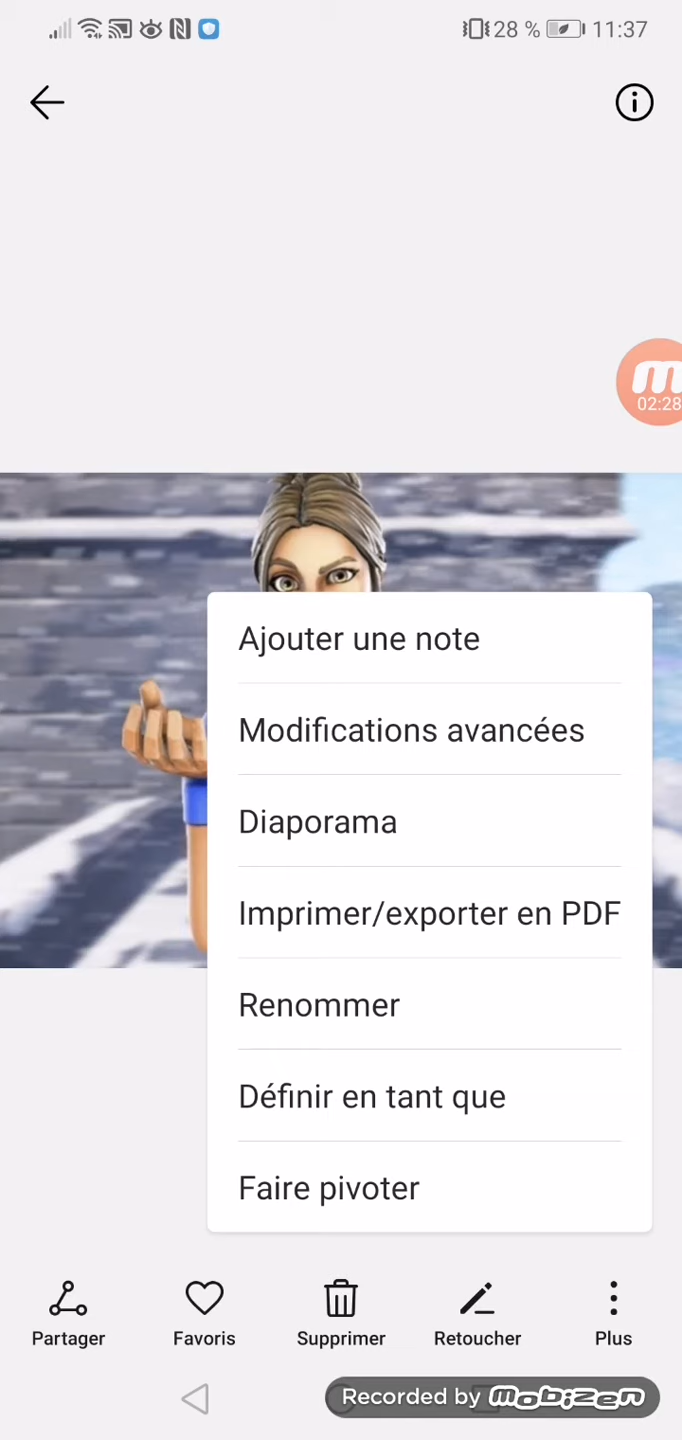 28 % 11:37
m
02:28
Ajouter une note
Modifications avancées
Diaporama
Imprimer/exporter en PDF
Renommer
Définir en tant que
Faire pivoter
Partager
Favoris
Supprimer
Retoucher
Plus
Recorded by mobizen